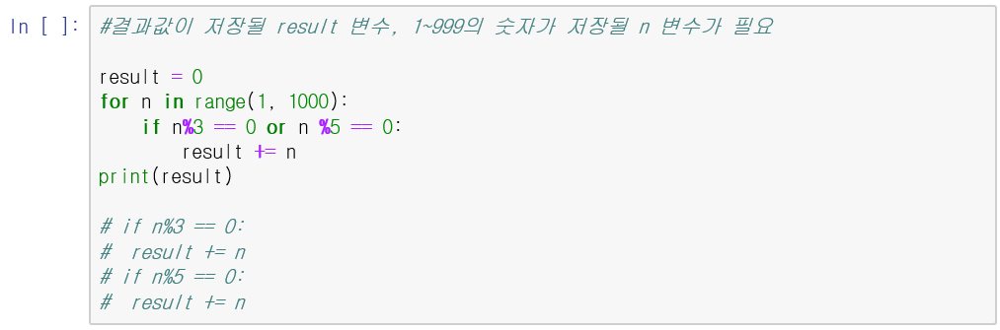 In [ ]: #결과값이 저장될 result 변수, 1~999의 숫자가 저장될 n 변수가 필요
result = 0
for n in range(1, 1000):
    if n%3 == 0 or n %5 == 0:
        result += n
print(result)
# if n%3 == 0:
#  result += n
# if n%5 == 0:
#  result += n